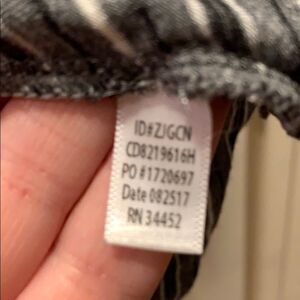 ID#ZJGCN
CD8219616H
PO #1720697
Date 082517
RN 34452